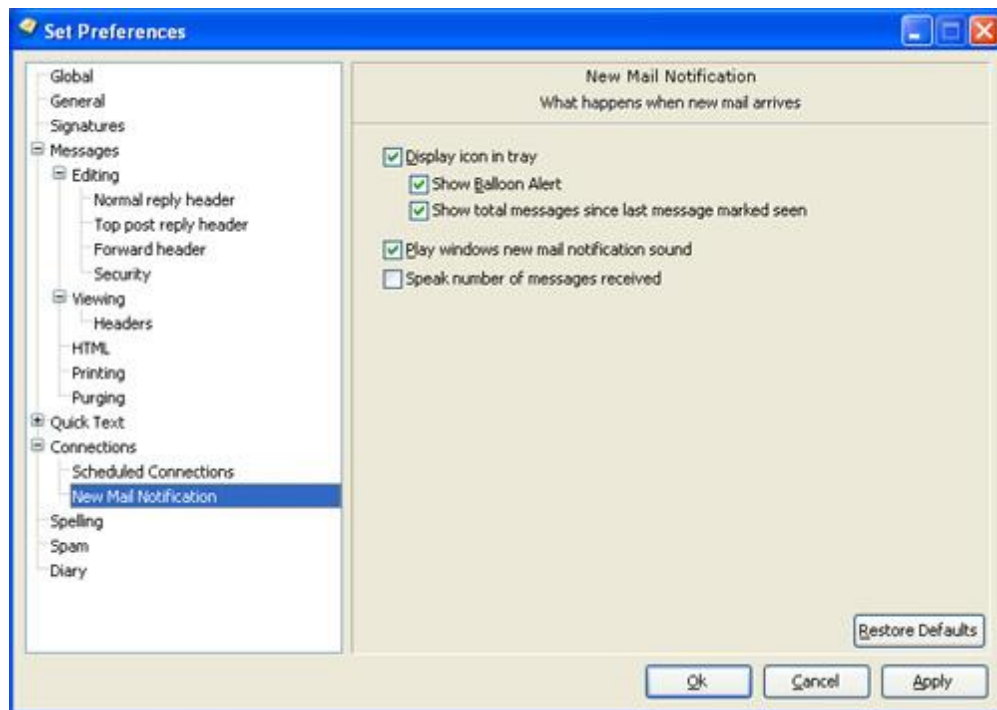 Set Preferences
Global
General
Signatures
Messages
Editing
Normal reply header
Top post reply header
Forward header
Security
Viewing
Headers
HTML
Printing
Purging
Quick Text
Connections
Scheduled Connections
New Mail Notification
Spelling
Spam
Diary
New Mail Notification
What happens when new mail arrives
Display icon in tray
Show Balloon Alert
Show total messages since last message marked seen
Play windows new mail notification sound
Speak number of messages received
Restore Defaults
Ok
Cancel
Apply